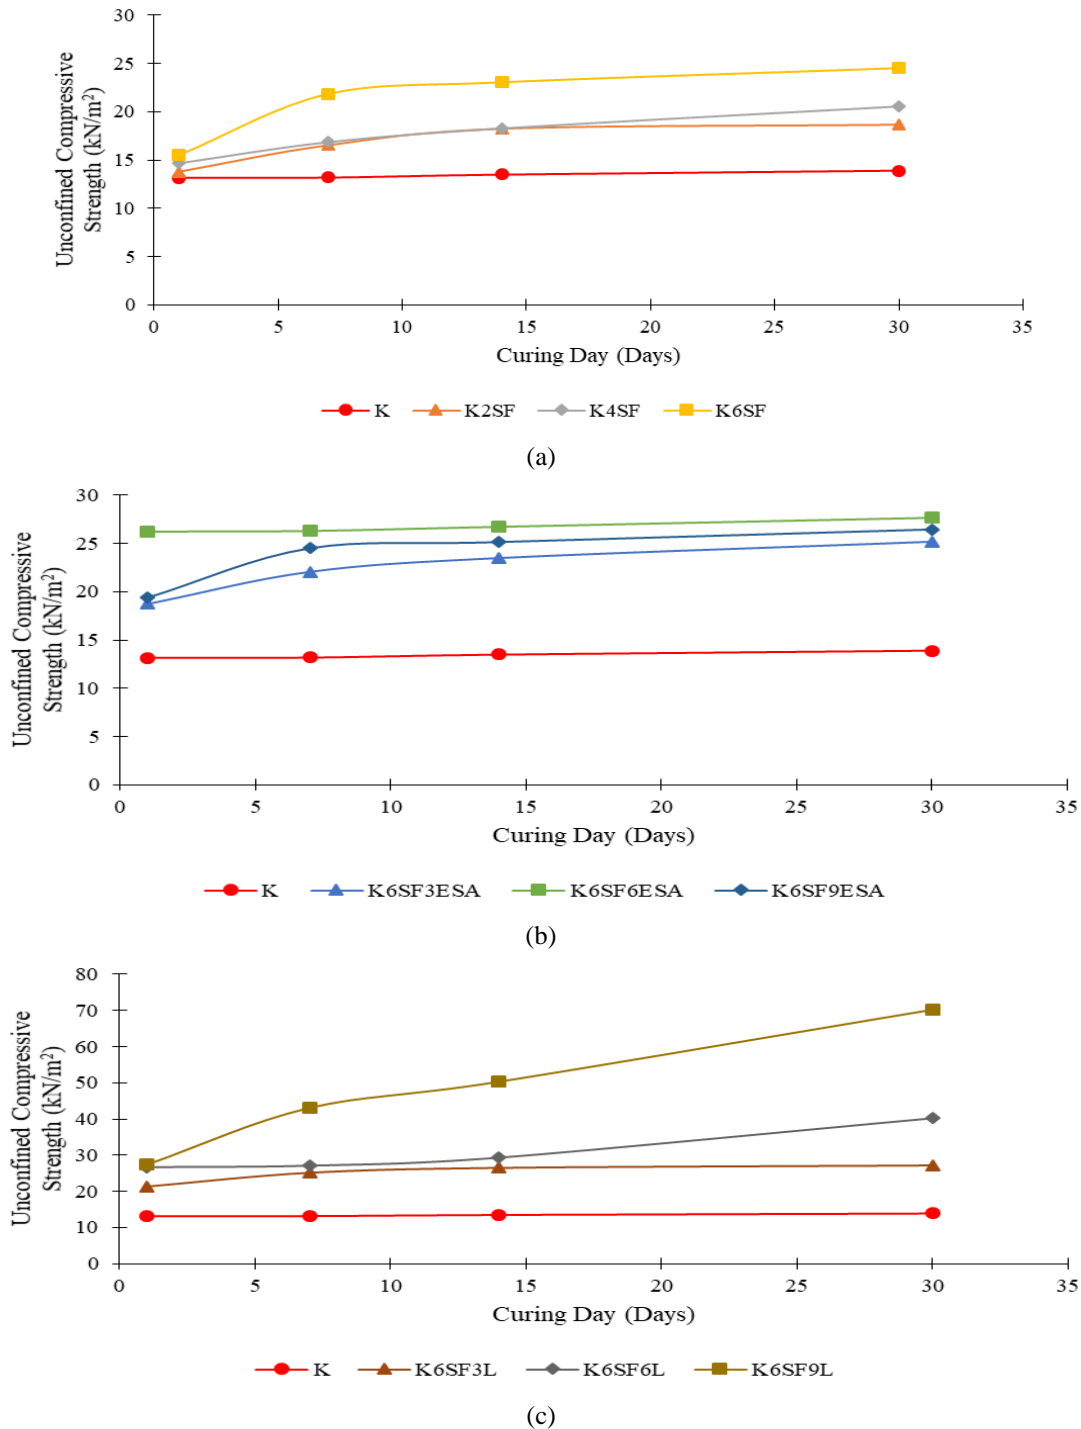 30
25
20
15
10
5
0
Unconfined Compressive
Strength (kN/m²)
0 5 10 15 20 25 30 35
Curing Day (Days)
K K2SF K4SF K6SF
(a)
30
25
20
15
10
5
0
Unconfined Compressive
Strength (kN/m²)
0 5 10 15 20 25 30 35
Curing Day (Days)
K K6SF3ESA K6SF6ESA K6SF9ESA
(b)
80
70
60
50
40
30
20
10
0
Unconfined Compressive
Strength (kN/m²)
0 5 10 15 20 25 30 35
Curing Day (Days)
K K6SF3L K6SF6L K6SF9L
(c)